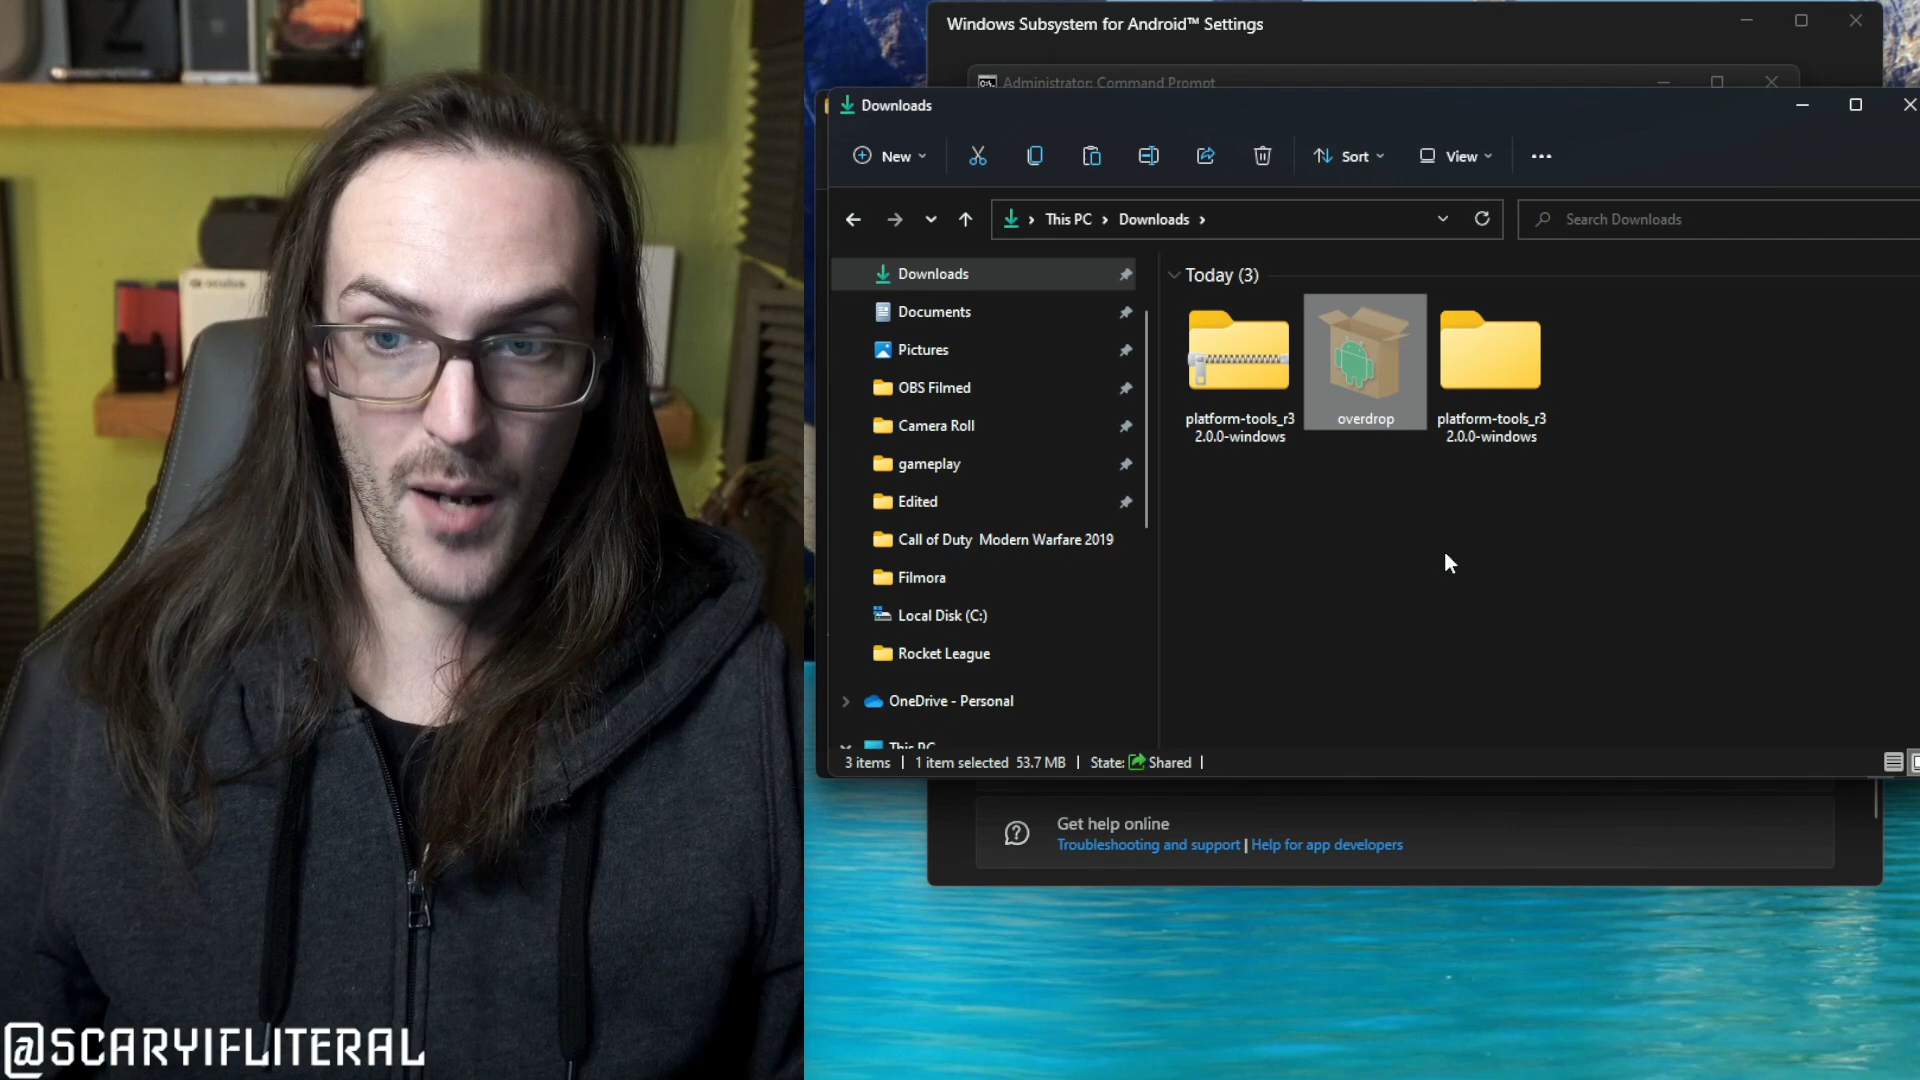 Windows Subsystem for Android™ Settings
Administrator: Command Prompt
Downloads
New
Sort
View
This PC
Downloads
Search Downloads
Downloads
Documents
Pictures
OBS Filmed
Camera Roll
gameplay
Edited
Call of Duty Modern Warfare 2019
Filmora
Local Disk (C:)
Rocket League
OneDrive - Personal
This PC
Today (3)
platform-tools_r3
2.0.0-windows
overdrop
platform-tools_r3
2.0.0-windows
3 items | 1 item selected 53.7 MB | State: Shared |
Get help online
Troubleshooting and support | Help for app developers
@SCARYIFLITERAL